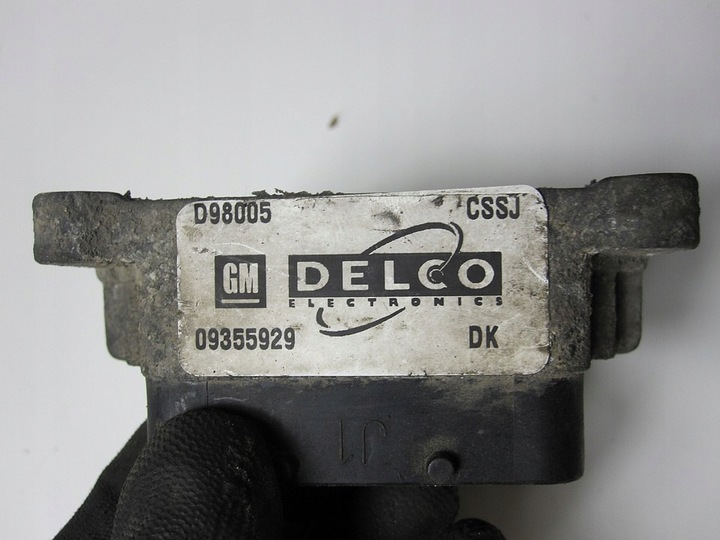 D98005 CSSJ
GM DELCO
ELECTRONICS
09355929 DK
J1